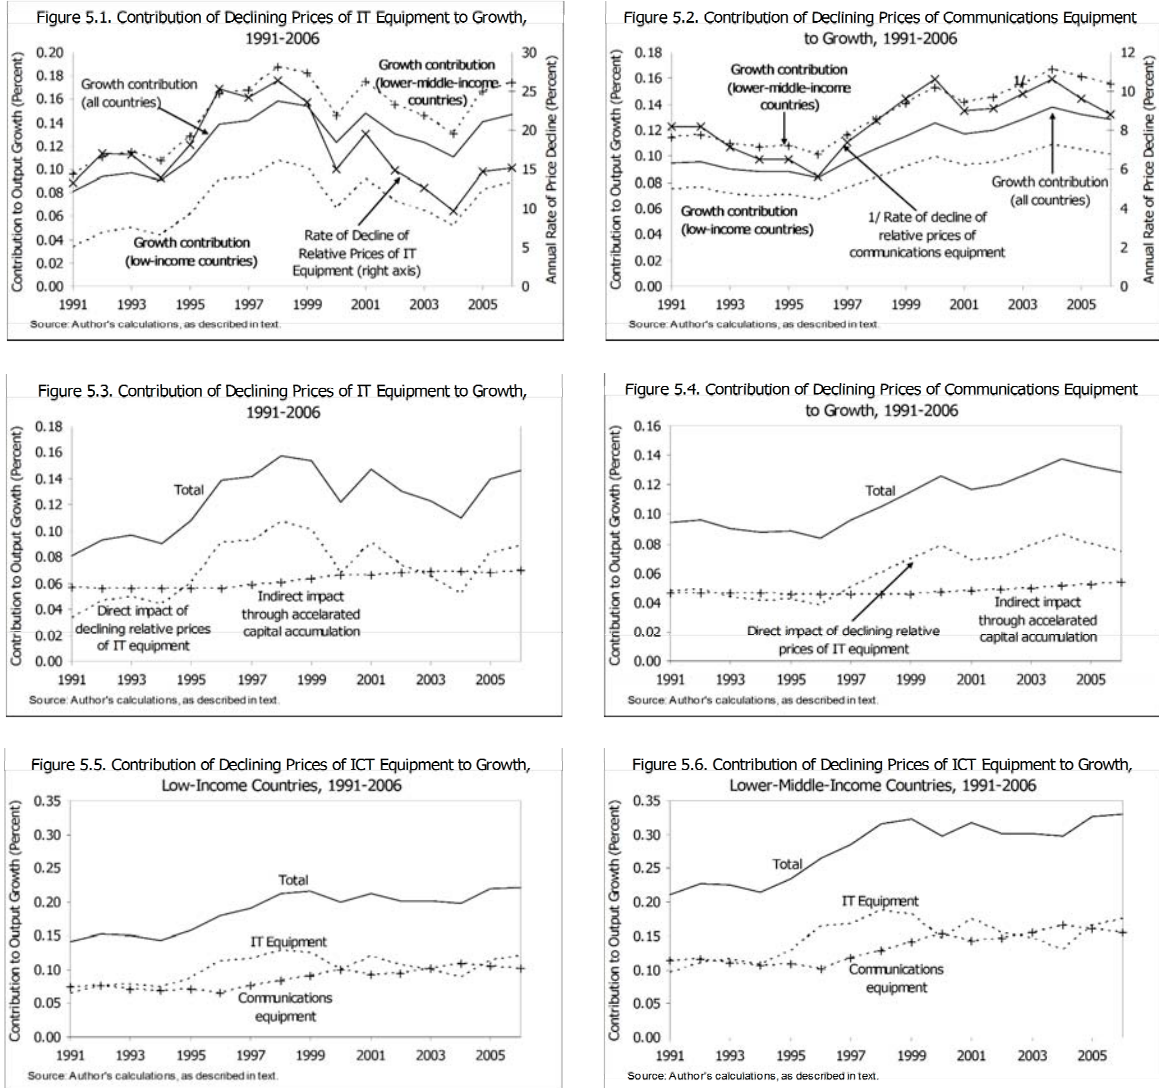 Figure 5.1. Contribution of Declining Prices of IT Equipment to Growth,
1991-2006
Contribution to Output Growth (Percent)
Annual Rate of Price Decline (Percent)
0.20
0.18
0.16
0.14
0.12
0.10
0.08
0.06
0.04
0.02
0.00
30
25
20
15
10
5
0
Growth contribution
(all countries)
Growth contribution
(lower-middle-income
countries)
Growth contribution
(low-income countries)
Rate of Decline of
Relative Prices of IT
Equipment (right axis)
1991 1993 1995 1997 1999 2001 2003 2005
Source: Author's calculations, as described in text.
Figure 5.2. Contribution of Declining Prices of Communications Equipment
to Growth, 1991-2006
Contribution to Output Growth (Percent)
Annual Rate of Price Decline (Percent)
0.18
0.16
0.14
0.12
0.10
0.08
0.06
0.04
0.02
0.00
12
10
8
6
4
2
0
Growth contribution
(lower-middle-income
countries)
1/
Growth contribution
(all countries)
Growth contribution
(low-income countries)
1/ Rate of decline of
relative prices of
communications equipment
1991 1993 1995 1997 1999 2001 2003 2005
Source: Author's calculations, as described in text.
Figure 5.3. Contribution of Declining Prices of IT Equipment to Growth,
1991-2006
Contribution to Output Growth (Percent)
0.18
0.16
0.14
0.12
0.10
0.08
0.06
0.04
0.02
0.00
Total
Direct impact of
declining relative prices
of IT equipment
Indirect impact
through accelarated
capital accumulation
1991 1993 1995 1997 1999 2001 2003 2005
Source: Author's calculations, as described in text.
Figure 5.4. Contribution of Declining Prices of Communications Equipment
to Growth, 1991-2006
Contribution to Output Growth (Percent)
0.16
0.14
0.12
0.10
0.08
0.06
0.04
0.02
0.00
Total
Direct impact of declining relative
prices of IT equipment
Indirect impact
through accelarated
capital accumulation
1991 1993 1995 1997 1999 2001 2003 2005
Source: Author's calculations, as described in text.
Figure 5.5. Contribution of Declining Prices of ICT Equipment to Growth,
Low-Income Countries, 1991-2006
Contribution to Output Growth (Percent)
0.35
0.30
0.25
0.20
0.15
0.10
0.05
0.00
Total
IT Equipment
Communications
equipment
1991 1993 1995 1997 1999 2001 2003 2005
Source: Author's calculations, as described in text.
Figure 5.6. Contribution of Declining Prices of ICT Equipment to Growth,
Lower-Middle-Income Countries, 1991-2006
Contribution to Output Growth (Percent)
0.35
0.30
0.25
0.20
0.15
0.10
0.05
0.00
Total
IT Equipment
Communications
equipment
1991 1993 1995 1997 1999 2001 2003 2005
Source: Author's calculations, as described in text.